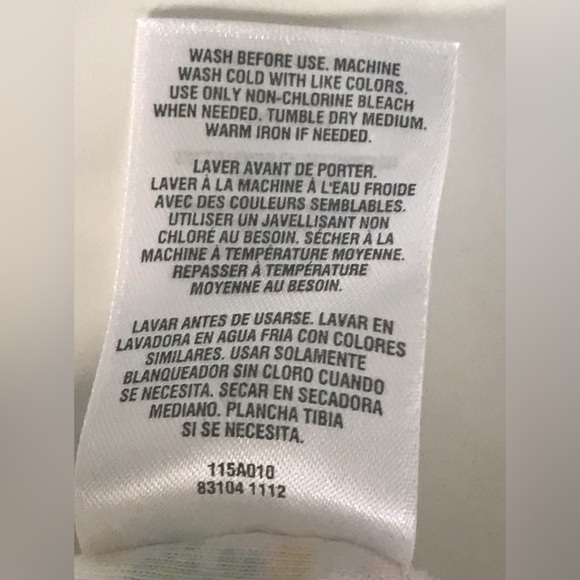 WASH BEFORE USE. MACHINE
WASH COLD WITH LIKE COLORS.
USE ONLY NON-CHLORINE BLEACH
WHEN NEEDED. TUMBLE DRY MEDIUM.
WARM IRON IF NEEDED.
LAVER AVANT DE PORTER.
LAVER À LA MACHINE À L'EAU FROIDE
AVEC DES COULEURS SEMBLABLES.
UTILISER UN JAVELLISANT NON
CHLORÉ AU BESOIN. SÉCHER À LA
MACHINE À TEMPÉRATURE MOYENNE.
REPASSER À TEMPÉRATURE
MOYENNE AU BESOIN.
LAVAR ANTES DE USARSE. LAVAR EN
LAVADORA EN AGUA FRIA CON COLORES
SIMILARES. USAR SOLAMENTE
BLANQUEADOR SIN CLORO CUANDO
SE NECESITA. SECAR EN SECADORA
MEDIANO. PLANCHA TIBIA
SI SE NECESITA.
115A010
83104 1112